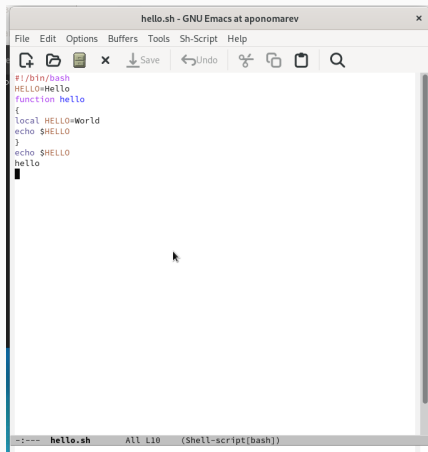 hello.sh - GNU Emacs at aponomarev
File Edit Options Buffers Tools Sh-Script Help
Save Undo
#!/bin/bash
HELLO=Hello
function hello
{
local HELLO=World
echo $HELLO
}
echo $HELLO
hello
-:--- hello.sh All L10 (Shell-script[bash])